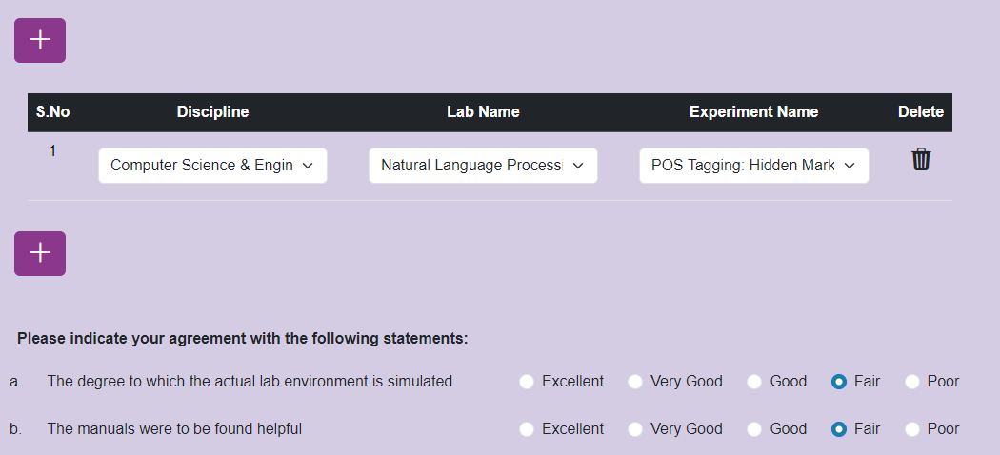 S.No Discipline Lab Name Experiment Name Delete
1 Computer Science & Engin Natural Language Process POS Tagging: Hidden Mark
Please indicate your agreement with the following statements:
a. The degree to which the actual lab environment is simulated Excellent Very Good Good Fair Poor
b. The manuals were to be found helpful Excellent Very Good Good Fair Poor